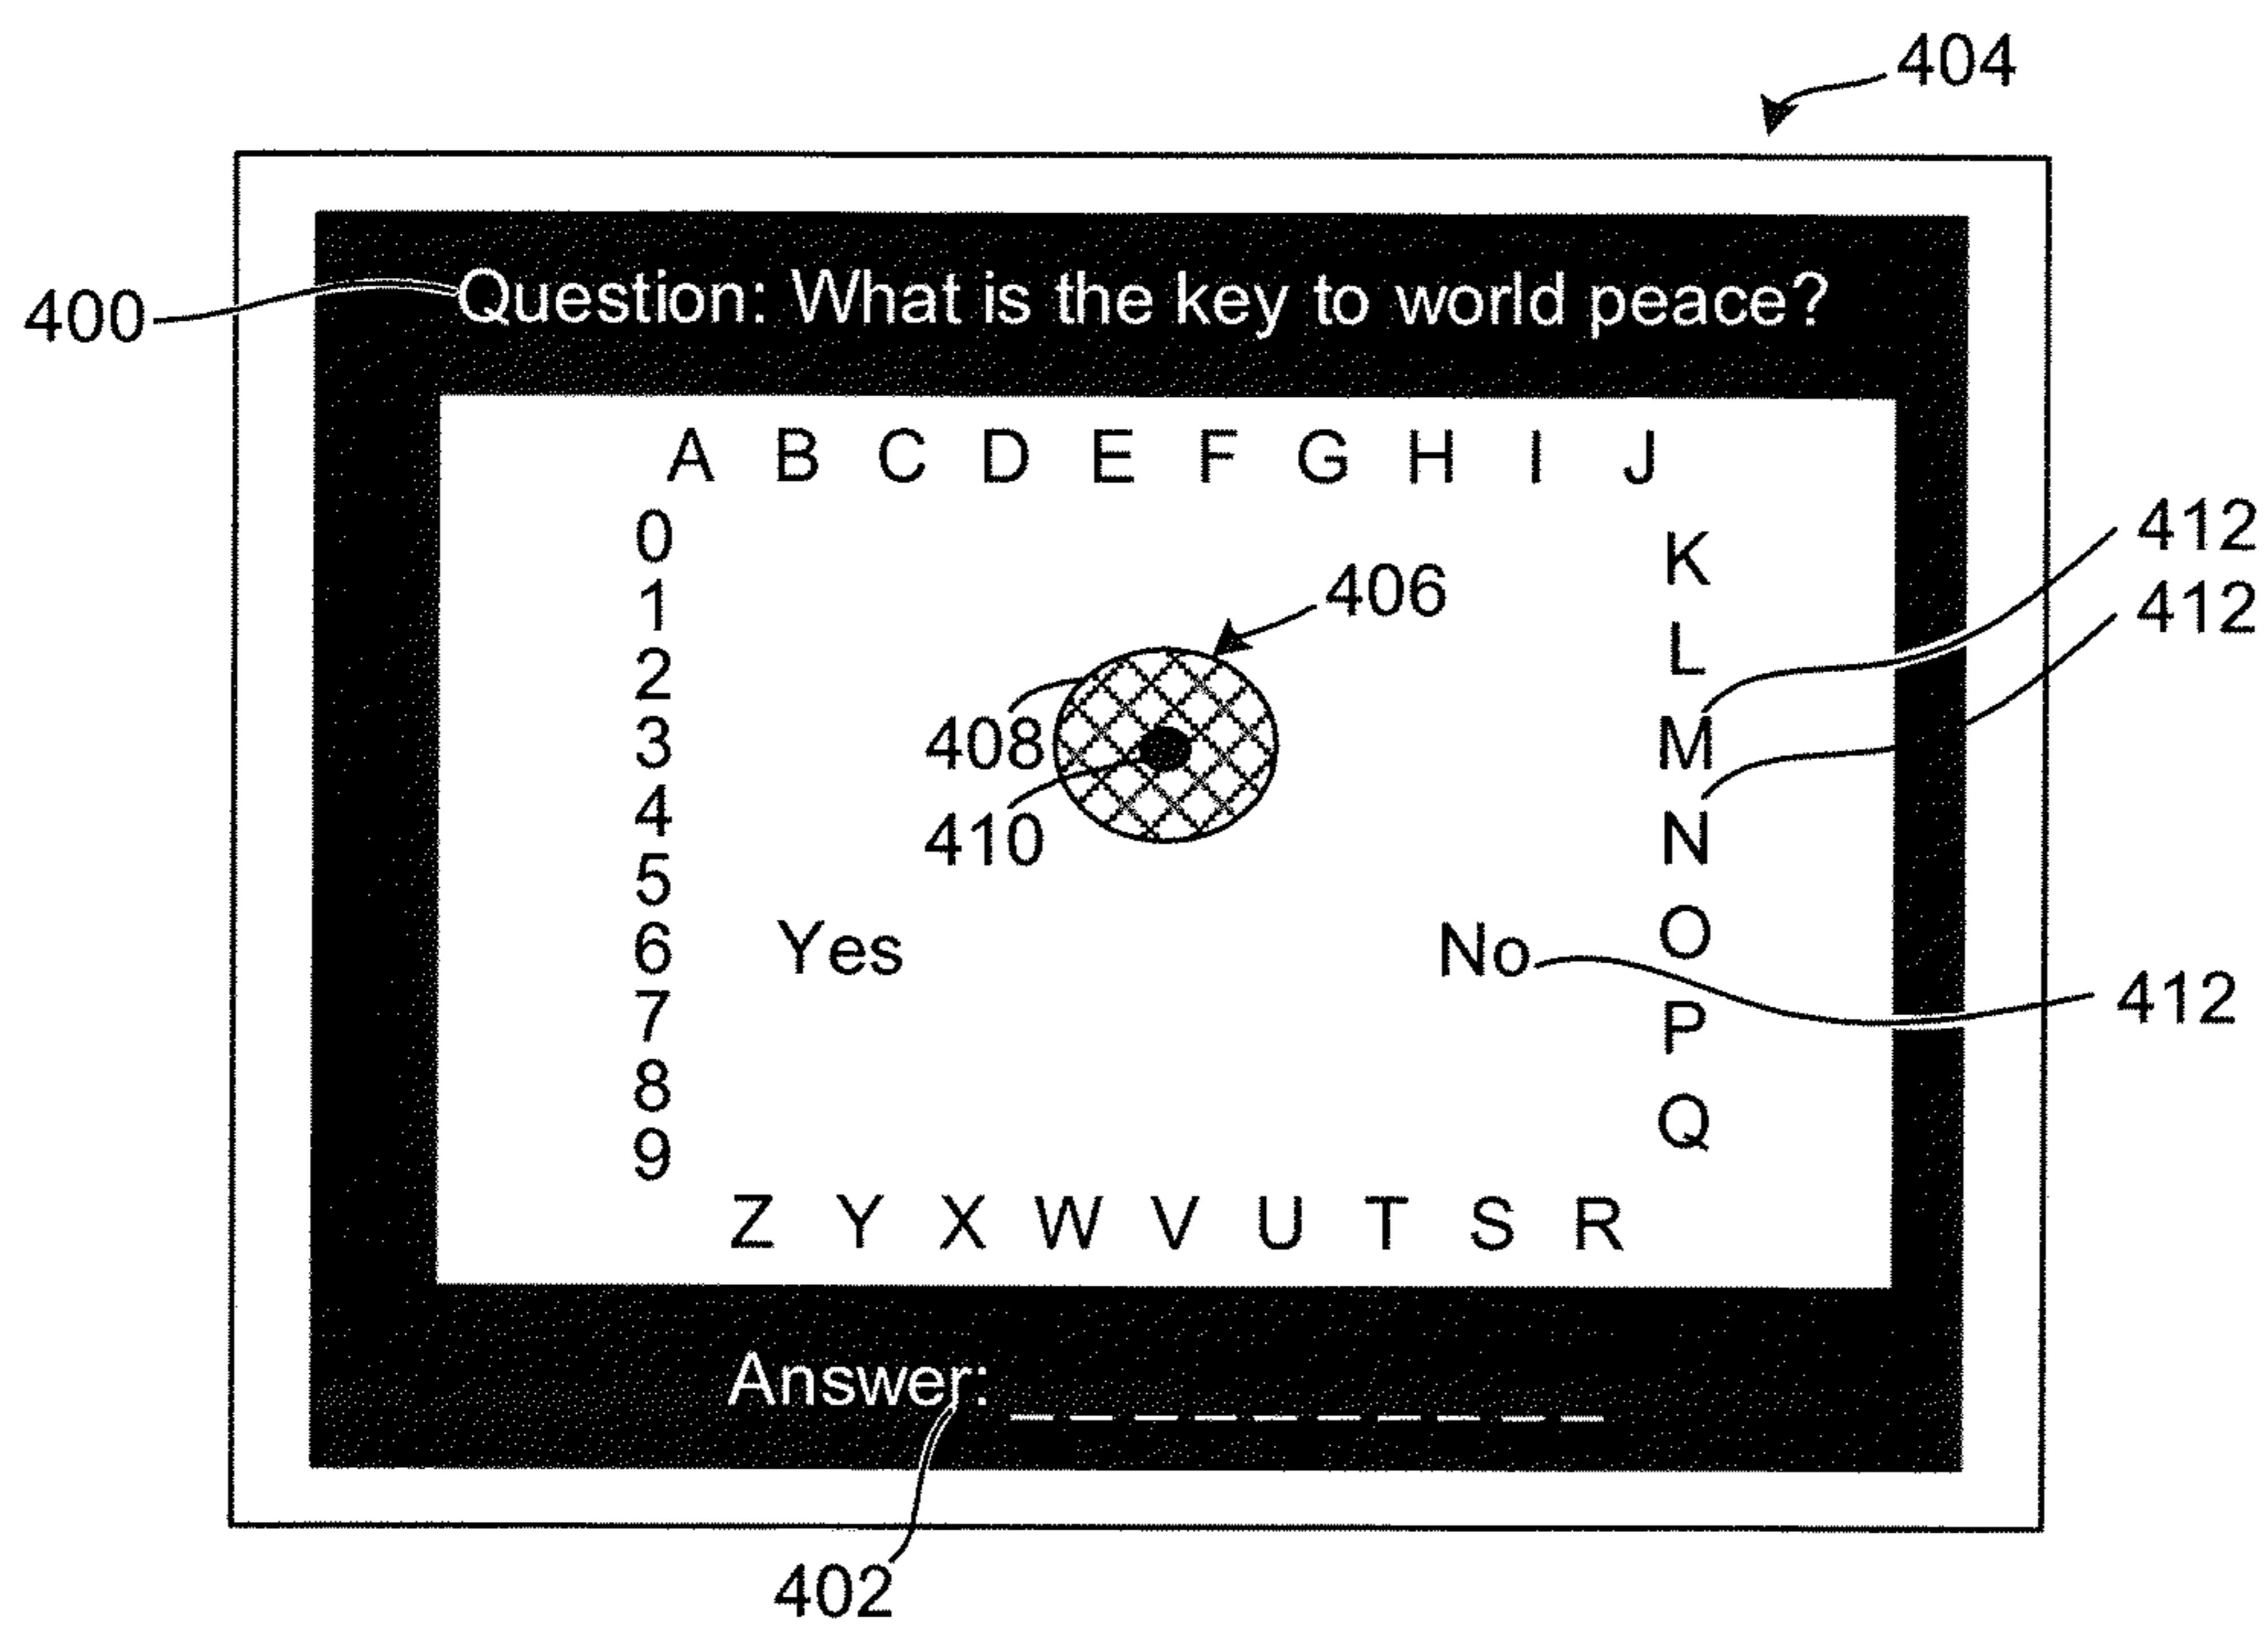 404
400
Question: What is the key to world peace?
A B C D E F G H I J
0
1
2
3
4
5
6
7
8
9
K
L
M
N
O
P
Q
412
412
406
408
410
Yes
No
412
Z Y X W V U T S R
Answer: _ _ _ _ _ _ _ _ _ _
402